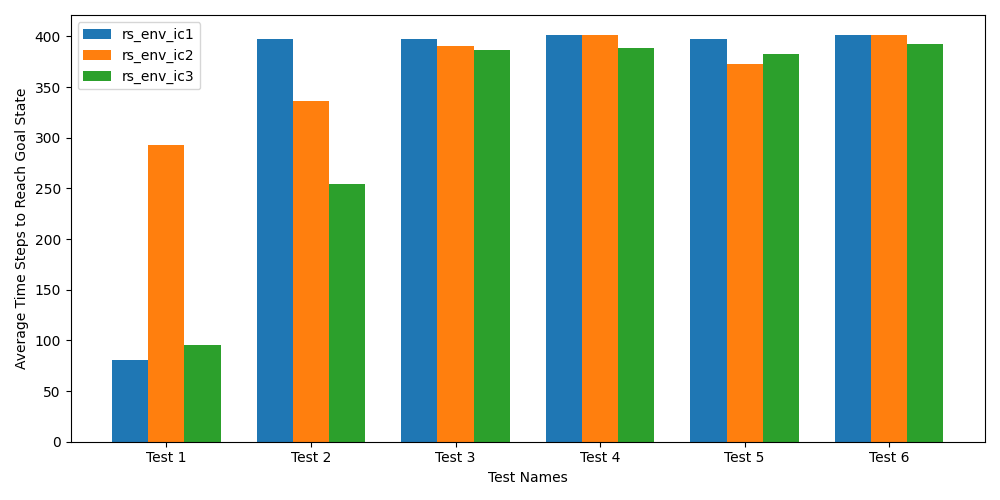 rs_env_ic1
rs_env_ic2
rs_env_ic3
Average Time Steps to Reach Goal State
400
350
300
250
200
150
100
50
0
Test 1 Test 2 Test 3 Test 4 Test 5 Test 6
Test Names